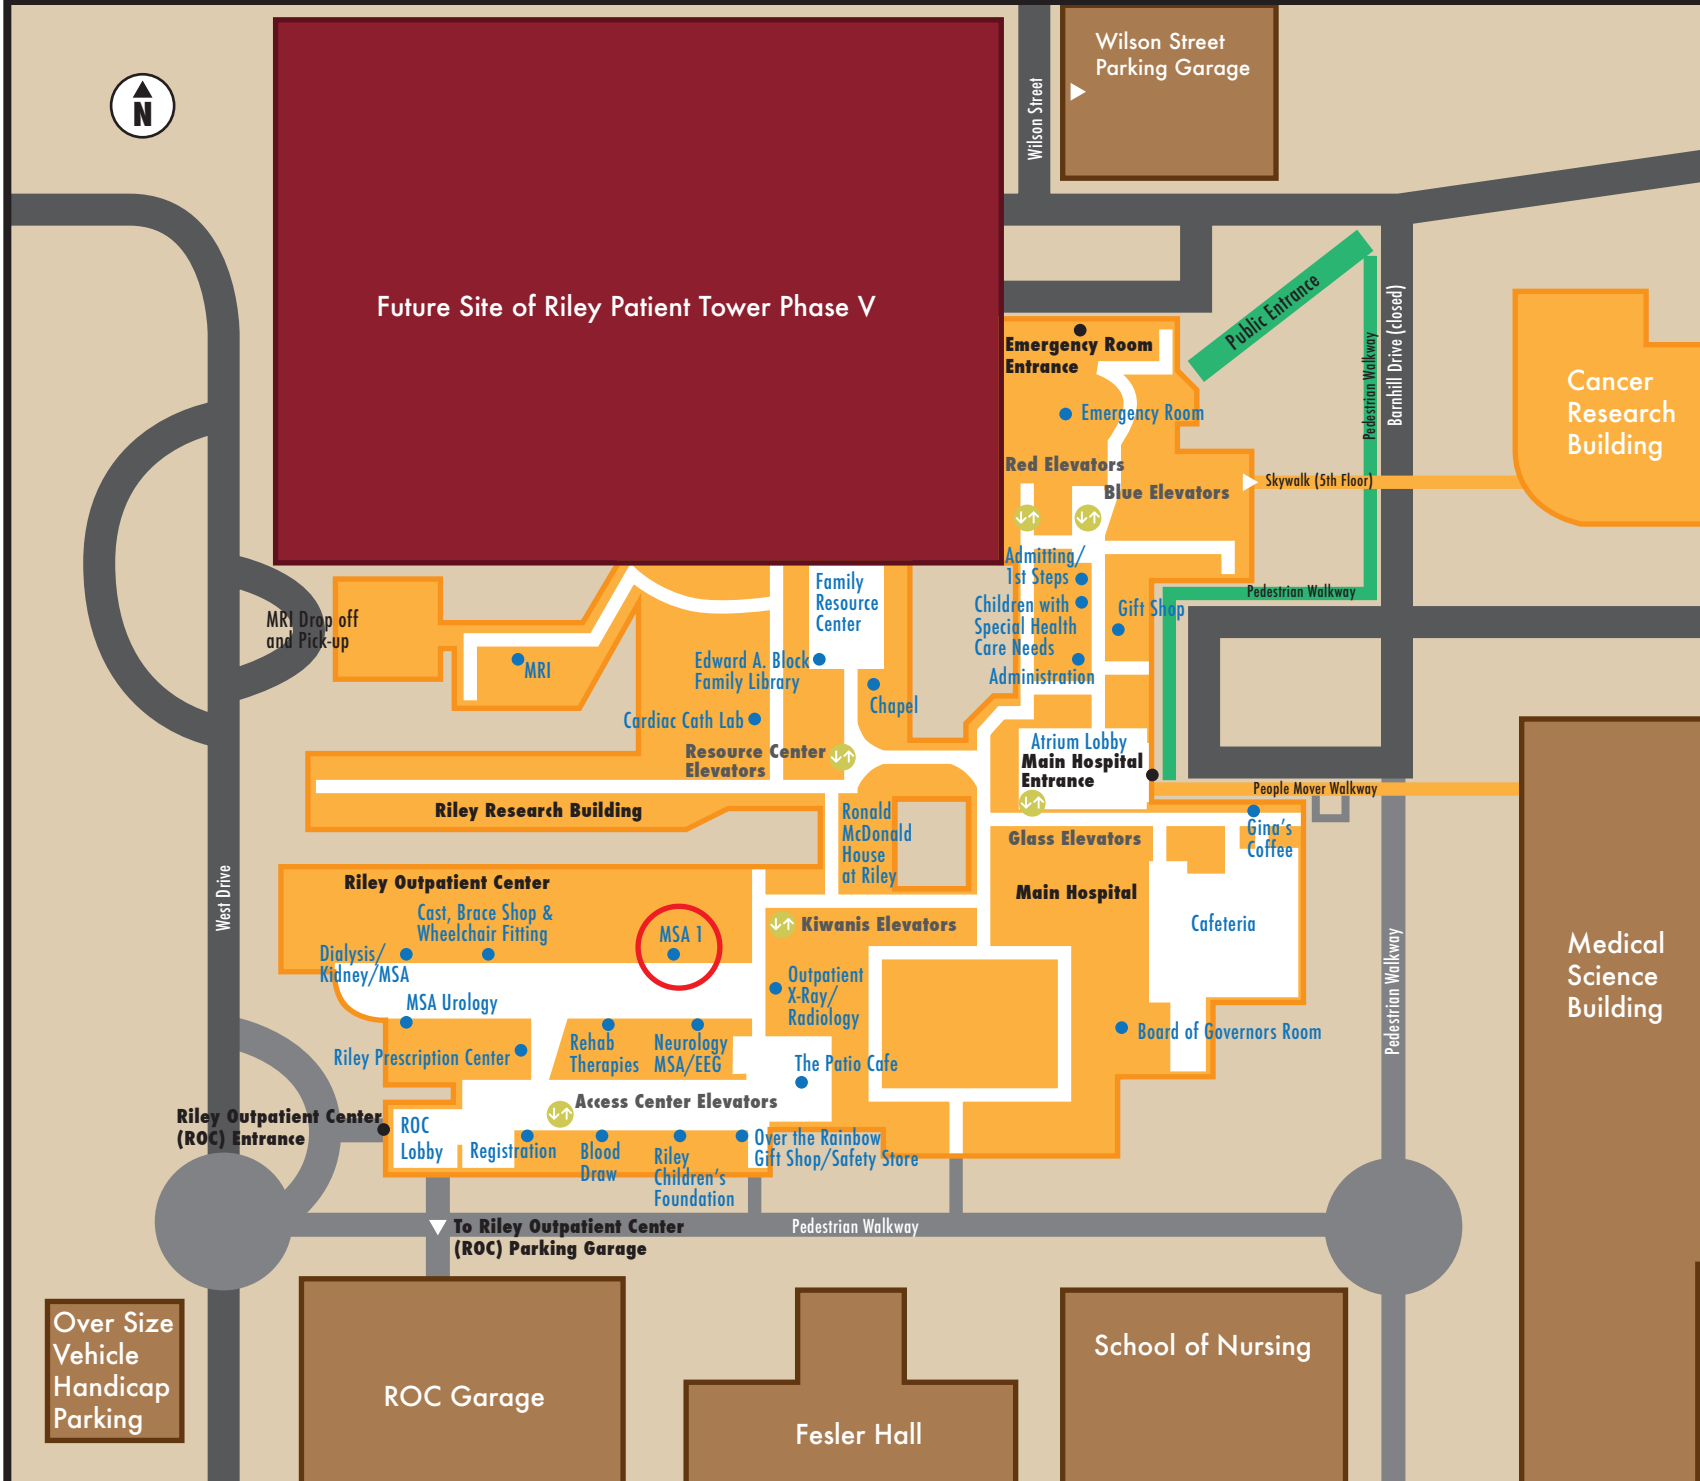 Wilson Street
Parking Garage
N
Wilson Street
Future Site of Riley Patient Tower Phase V
Public Entrance
Pedestrian Walkway
Barnhill Drive (closed)
Emergency Room
Entrance
Emergency Room
Cancer
Research
Building
Red Elevators
Skywalk (5th Floor)
Blue Elevators
Admitting/
1st Steps
Family
Resource
Center
Pedestrian Walkway
Children with
Special Health
Care Needs
Gift Shop
MRI Drop off
and Pick-up
MRI
Edward A. Block
Family Library
Administration
Chapel
Cardiac Cath Lab
Resource Center
Elevators
Atrium Lobby
Main Hospital
Entrance
People Mover Walkway
Riley Research Building
Ronald
McDonald
House
at Riley
Glass Elevators
Gina's
Coffee
Riley Outpatient Center
Main Hospital
West Drive
Cast, Brace Shop &
Wheelchair Fitting
MSA 1
Kiwanis Elevators
Cafeteria
Dialysis/
Kidney/MSA
Outpatient
X-Ray/
Radiology
Medical
Science
Building
Pedestrian Walkway
MSA Urology
Board of Governors Room
Riley Prescription Center
Rehab
Therapies
Neurology
MSA/EEG
The Patio Cafe
Access Center Elevators
Riley Outpatient Center
(ROC) Entrance
ROC
Lobby
Registration
Blood
Draw
Riley
Children's
Foundation
Over the Rainbow
Gift Shop/Safety Store
To Riley Outpatient Center
(ROC) Parking Garage
Pedestrian Walkway
Over Size
Vehicle
Handicap
Parking
ROC Garage
Fesler Hall
School of Nursing